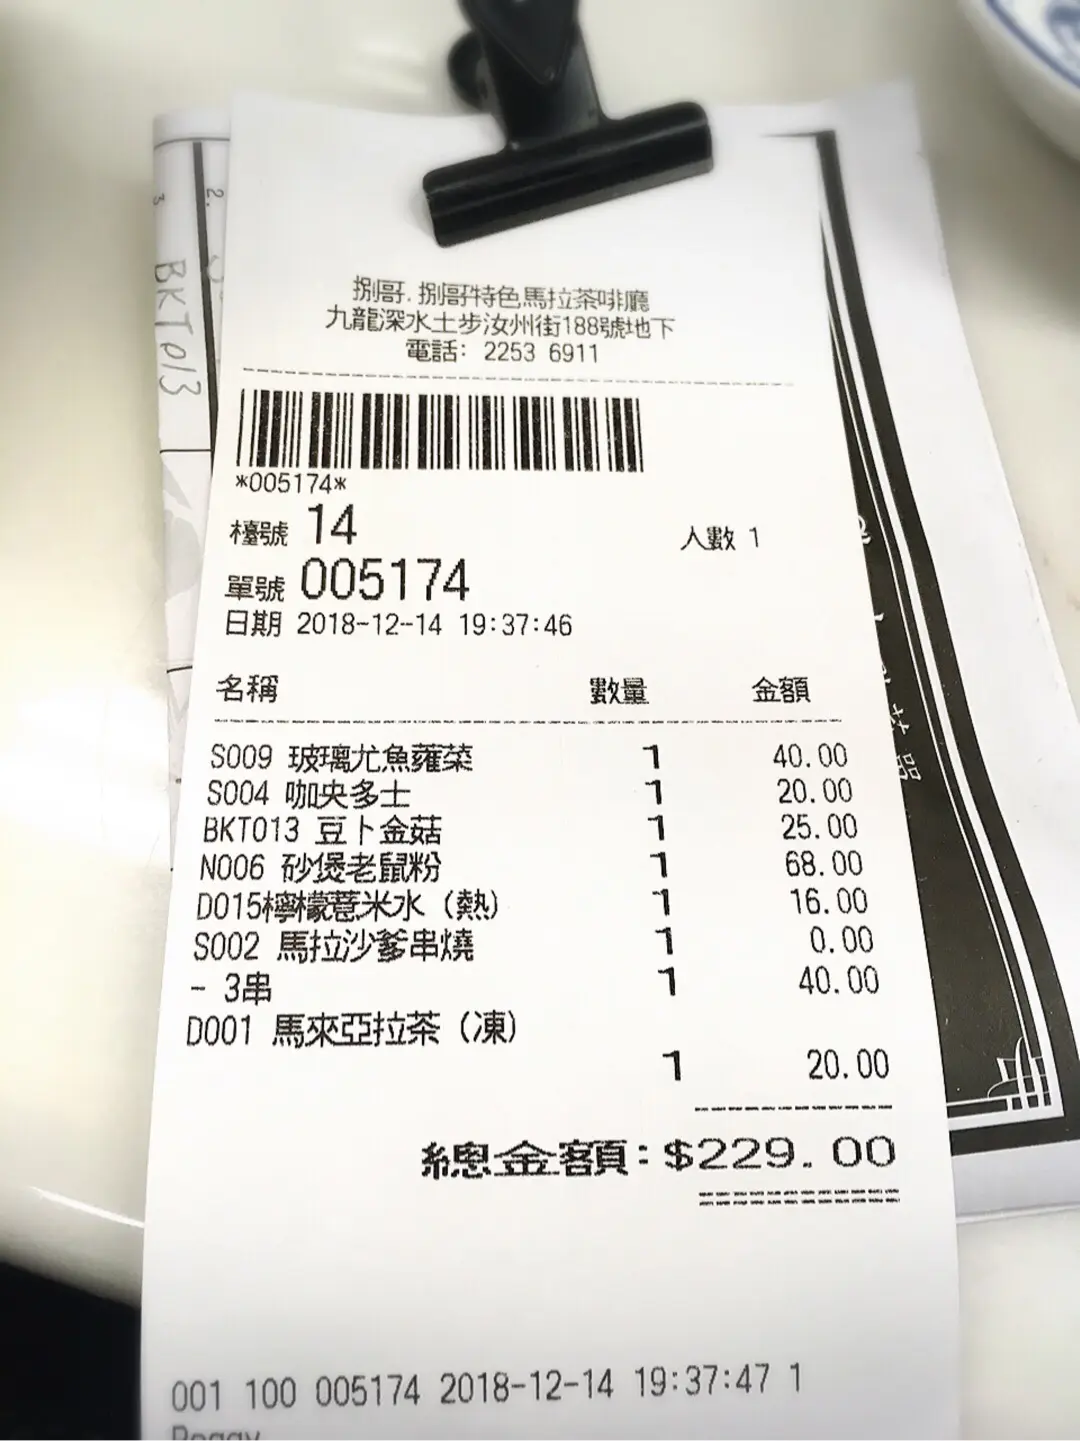 捌哥.捌哥特色馬拉茶啡廳
九龍深水土步汝州街188號地下
電話: 2253 6911
*005174*
檯號 14 人數 1
單號 005174
日期 2018-12-14 19:37:46
名稱 數量 金額
S009 玻璃尤魚蕹菜 1 40.00
S004 咖央多士 1 20.00
BKT013 豆卜金菇 1 25.00
N006 砂煲老鼠粉 1 68.00
D015檸檬薏米水（熱） 1 16.00
S002 馬拉沙爹串燒 1 0.00
- 3串 1 40.00
D001 馬來亞拉茶（凍）
1 20.00
總金額:$229.00
001 100 005174 2018-12-14 19:37:47 1
Peggy
2.
3
BKT013